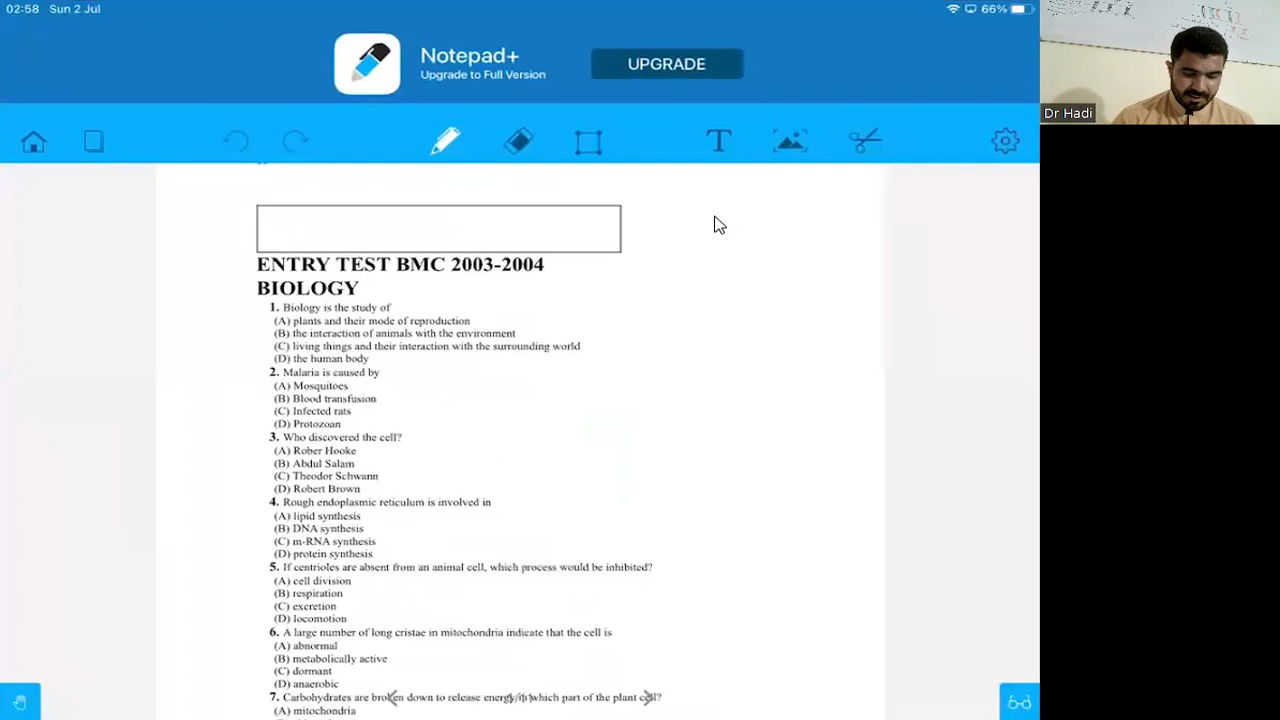 02:58 Sun 2 Jul
66%
Notepad+
Upgrade to Full Version
UPGRADE
Dr Hadi
T
ENTRY TEST BMC 2003-2004
BIOLOGY
1. Biology is the study of
(A) plants and their mode of reproduction
(B) the interaction of animals with the environment
(C) living things and their interaction with the surrounding world
(D) the human body
2. Malaria is caused by
(A) Mosquitoes
(B) Blood transfusion
(C) Infected rats
(D) Protozoan
3. Who discovered the cell?
(A) Rober Hooke
(B) Abdul Salam
(C) Theodor Schwann
(D) Robert Brown
4. Rough endoplasmic reticulum is involved in
(A) lipid synthesis
(B) DNA synthesis
(C) m-RNA synthesis
(D) protein synthesis
5. If centrioles are absent from an animal cell, which process would be inhibited?
(A) cell division
(B) respiration
(C) excretion
(D) locomotion
6. A large number of long cristae in mitochondria indicate that the cell is
(A) abnormal
(B) metabolically active
(C) dormant
(D) anaerobic
7. Carbohydrates are broken down to release energy in which part of the plant cell?
(A) mitochondria